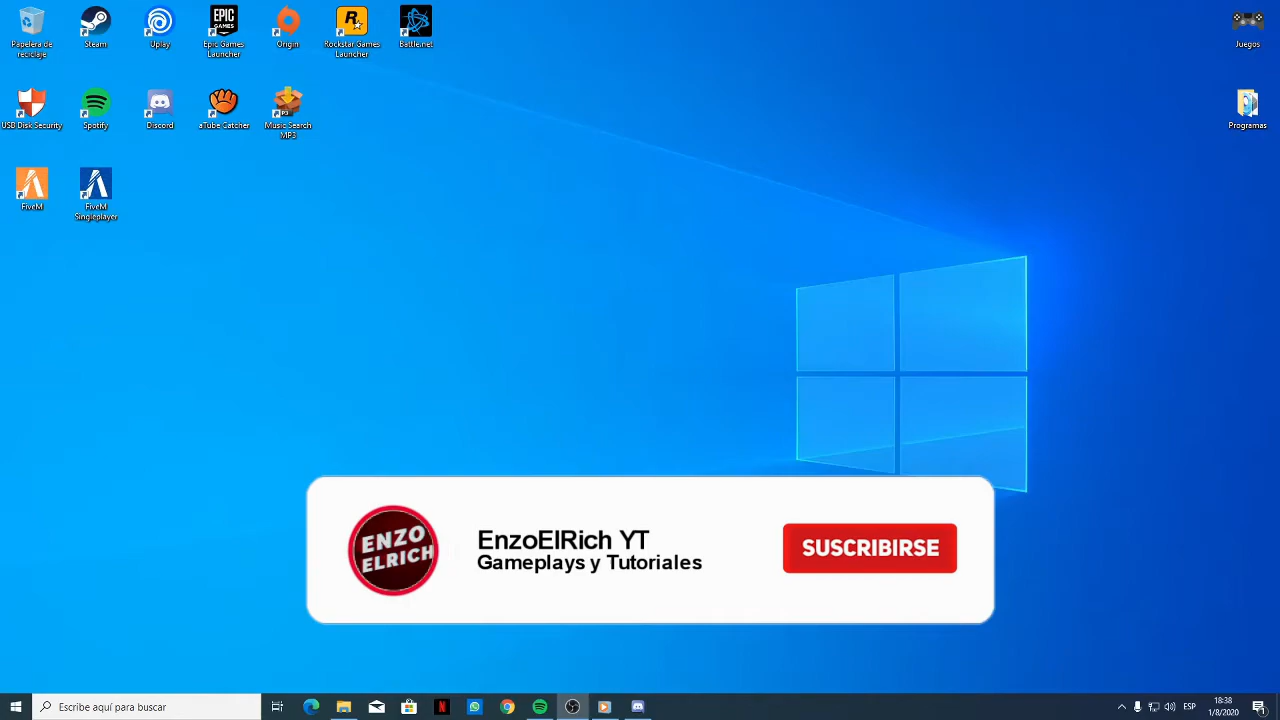 Papelera de
reciclaje
Steam
Uplay
EPIC
GAMES
Epic Games
Launcher
Origin
R
Rockstar Games
Launcher
Battle.net
Juegos
USB Disk Security
Spotify
Discord
aTube Catcher
P3
Music Search
MP3
Programas
FiveM
FiveM
Singleplayer
ENZO
ELRICH
EnzoElRich YT
Gameplays y Tutoriales
SUSCRIBIRSE
Escribe aquí para buscar
N
ESP
18:38
1/8/2020